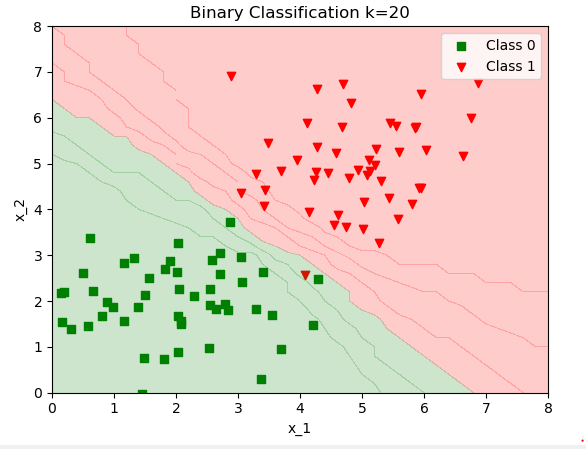 Binary Classification k=20
Class 0
Class 1
8
7
6
5
4
3
2
1
0
x_2
0 1 2 3 4 5 6 7 8
x_1